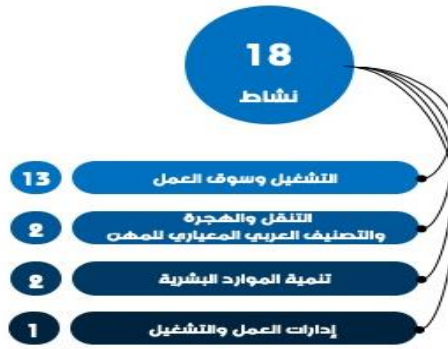 18
نشاط
التشغيل وسوق العمل 13
التنقل والهجرة
والتصنيف العربي المعياري للمهن 2
تنمية الموارد البشرية 2
إدارات العمل والتشغيل 1